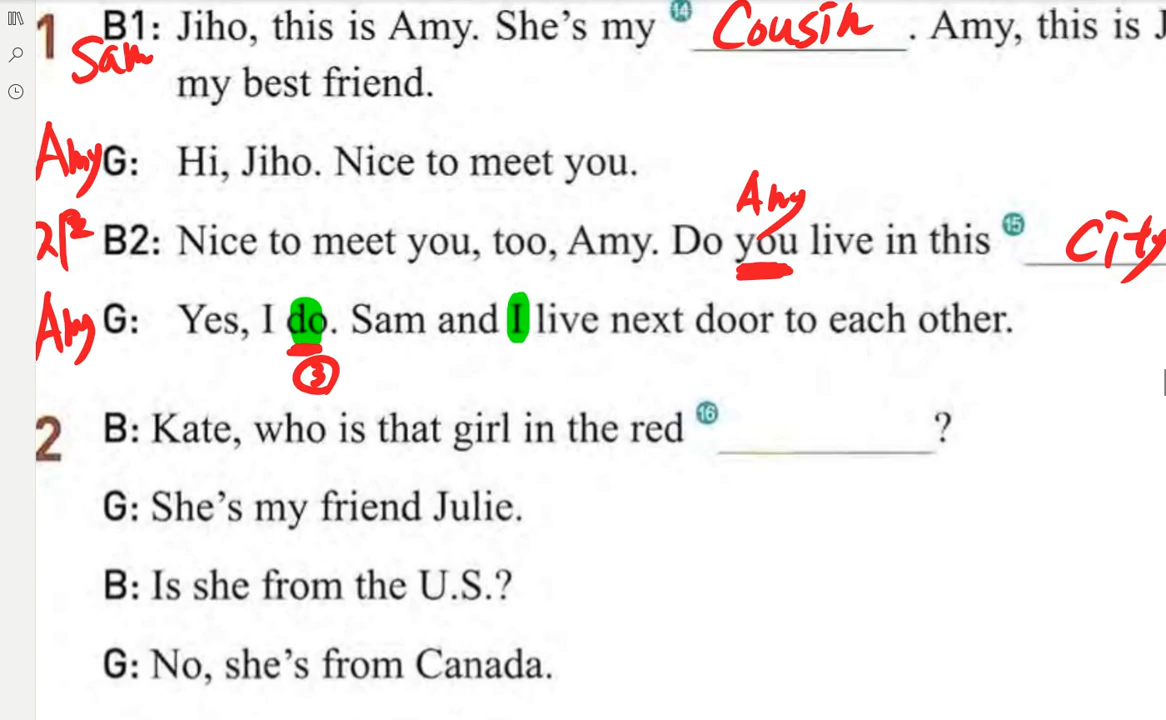 1 B1: Jiho, this is Amy. She's my 14 Cousin. Amy, this is J
Sam
my best friend.
Amy G: Hi, Jiho. Nice to meet you.
Amy
B2: Nice to meet you, too, Amy. Do you live in this 15 City
Amy G: Yes, I do. Sam and I live next door to each other.
③
2 B: Kate, who is that girl in the red 16 ________?
G: She's my friend Julie.
B: Is she from the U.S.?
G: No, she's from Canada.